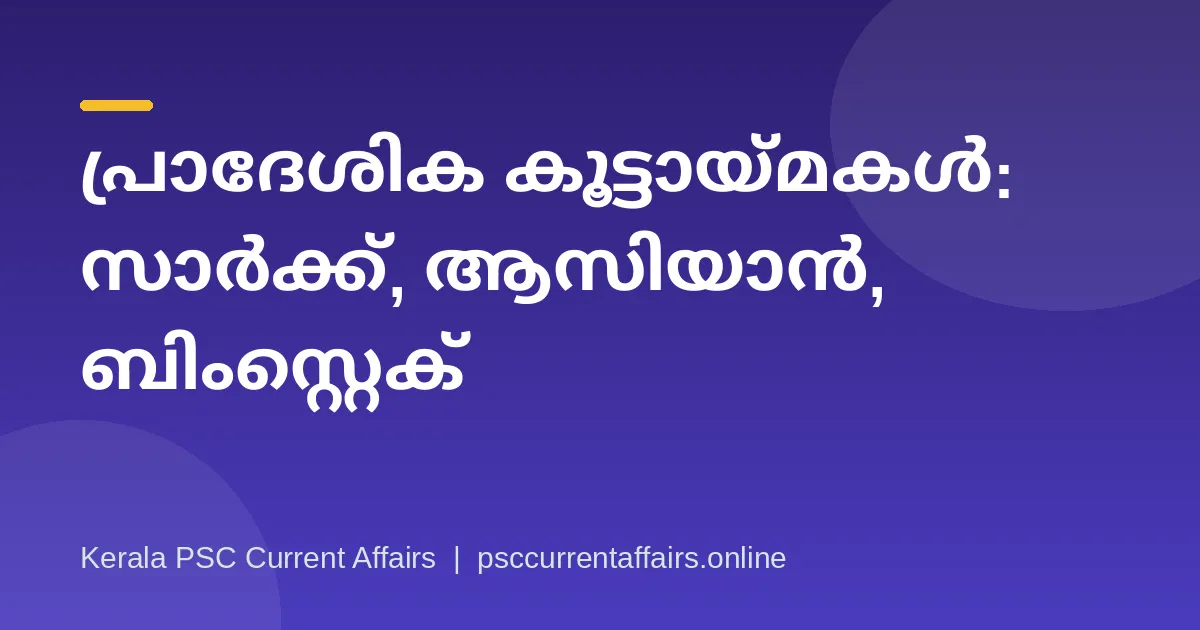 പ്രാദേശിക കൂട്ടായ്മകൾ:
സാർക്ക്, ആസിയാൻ,
ബിംസ്റ്റെക്
Kerala PSC Current Affairs | psccurrentaffairs.online